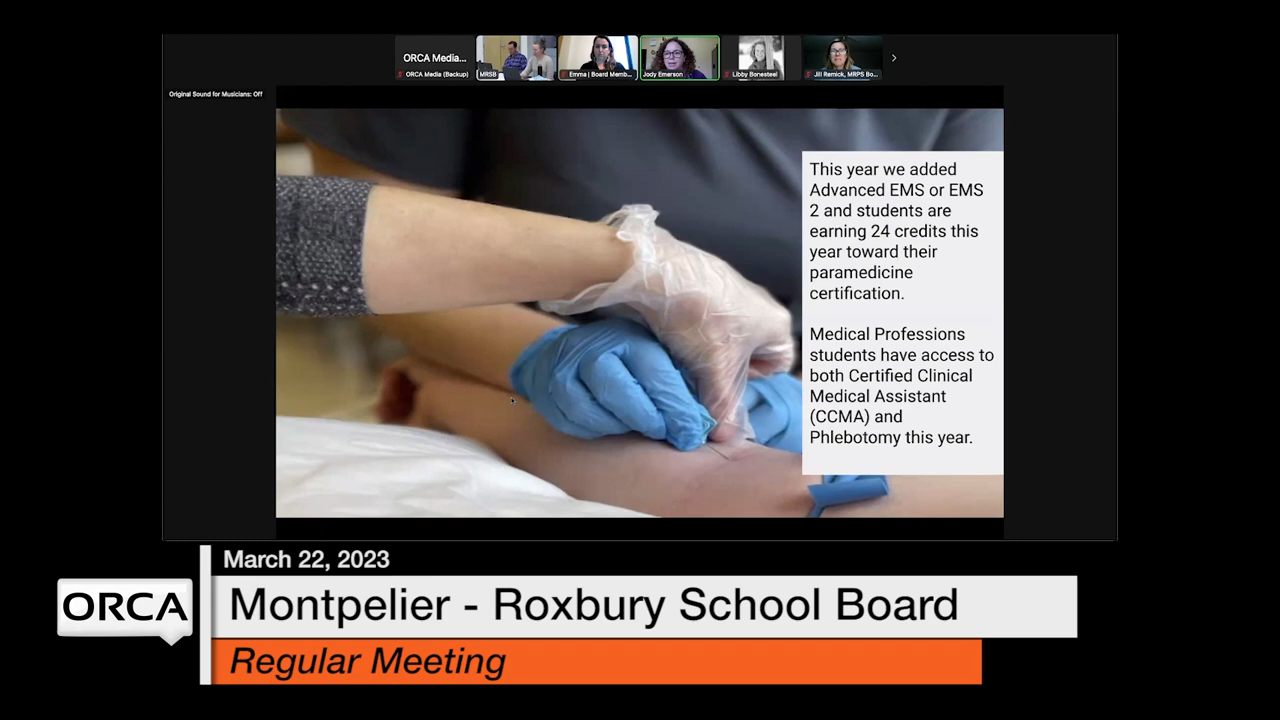 ORCA Media...
ORCA Media (Backup)
MRSB
Emma | Board Memb...
Jody Emerson
Libby Bonesteel
Jill Remick, MRPS Bo...
Original Sound for Musicians: Off
This year we added
Advanced EMS or EMS
2 and students are
earning 24 credits this
year toward their
paramedicine
certification.
Medical Professions
students have access to
both Certified Clinical
Medical Assistant
(CCMA) and
Phlebotomy this year.
March 22, 2023
ORCA
Montpelier - Roxbury School Board
Regular Meeting